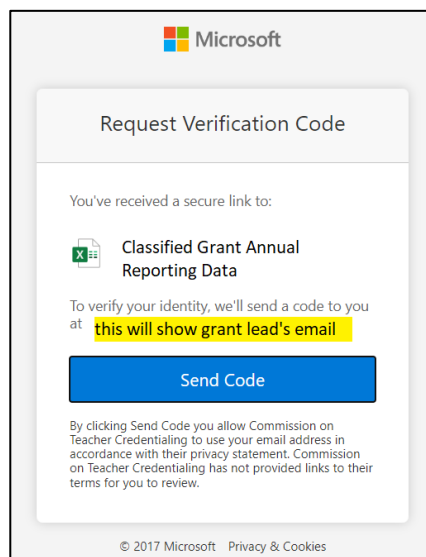 Microsoft
Request Verification Code
You've received a secure link to:
Classified Grant Annual
Reporting Data
To verify your identity, we'll send a code to you
at this will show grant lead's email
Send Code
By clicking Send Code you allow Commission on
Teacher Credentialing to use your email address in
accordance with their privacy statement. Commission
on Teacher Credentialing has not provided links to their
terms for you to review.
© 2017 Microsoft Privacy & Cookies